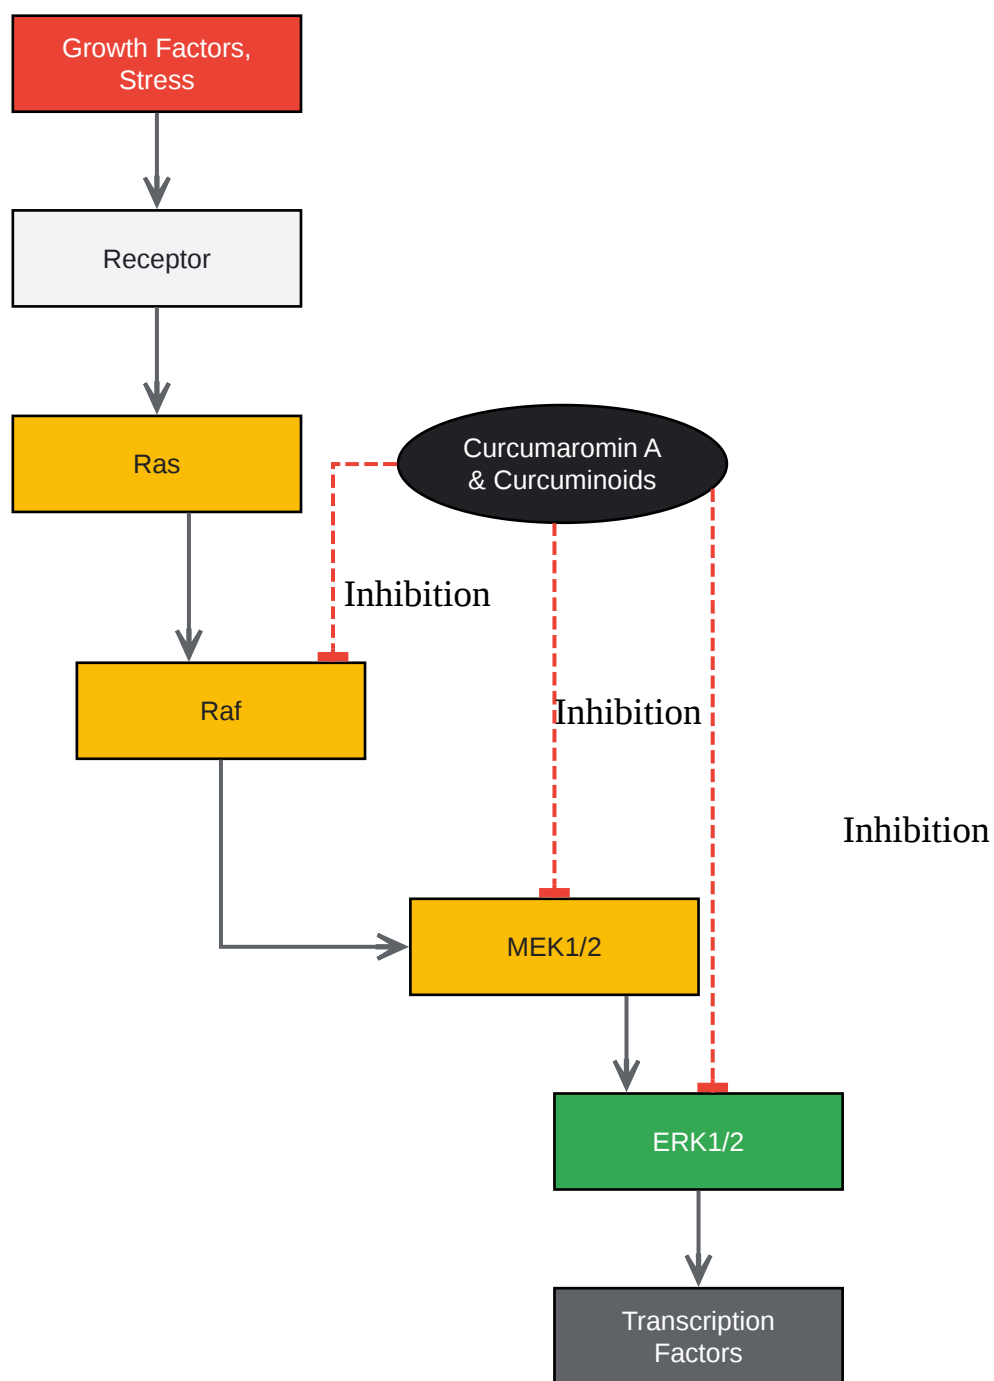 Growth Factors,
Stress
Receptor
Ras
Curcumaromin A
& Curcuminoids
Inhibition
Raf
Inhibition
Inhibition
MEK1/2
ERK1/2
Transcription
Factors